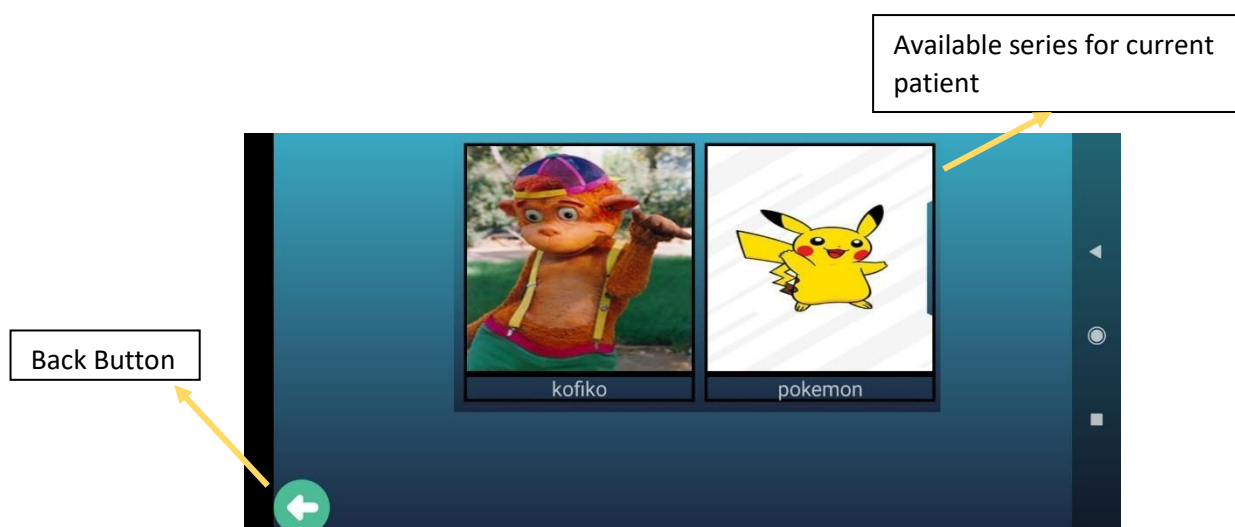 Available series for current
patient
Back Button
kofiko
pokemon